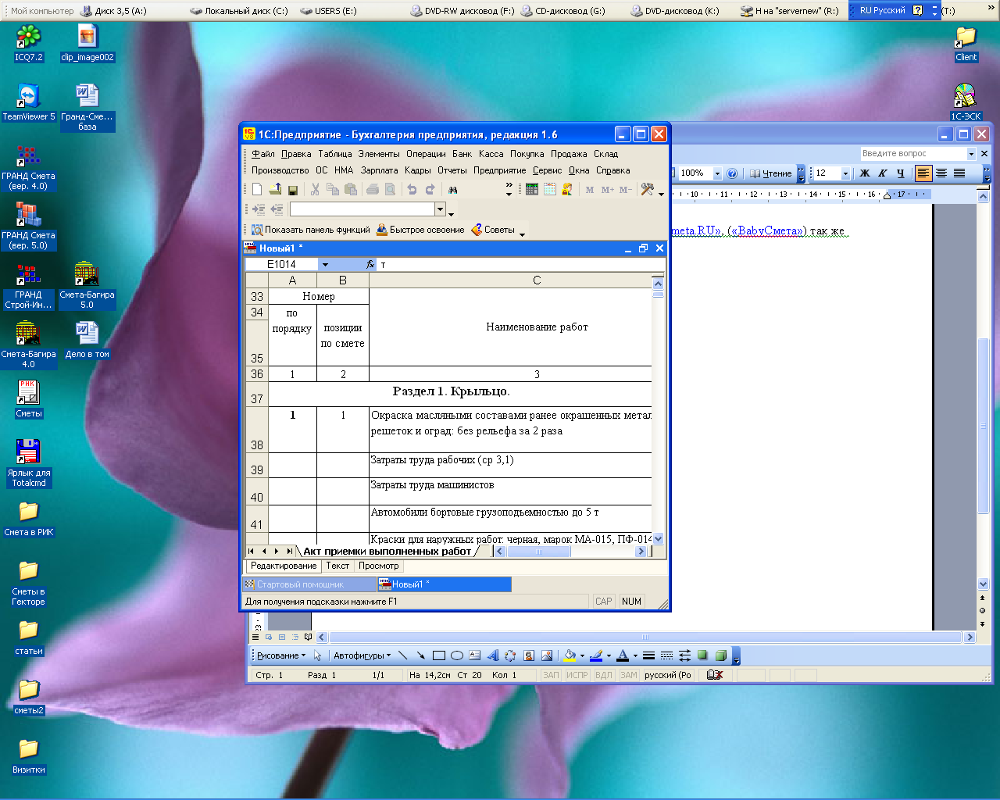 Мой компьютер
Диск 3,5 (A:)
Локальный диск (C:)
USERS (E:)
DVD-RW дисковод (F:)
CD-дисковод (G:)
DVD-дисковод (K:)
H на "servernew" (R:)
RU Русский
(T:)
ICQ7.2
clip_image002
TeamViewer 5
Гранд-Сме... база
ГРАНД Смета (вер. 4.0)
ГРАНД Смета (вер. 5.0)
ГРАНД Строй-Ин...
Смета-Багира 5.0
Смета-Багира 4.0
Дело в том
РИК
Сметы
Ярлык для Totalcmd
Смета в РИК
Сметы в Гекторе
статьи
сметы2
Визитки
Client
1С-ЭСК
1С:Предприятие - Бухгалтерия предприятия, редакция 1.6
Файл Правка Таблица Элементы Операции Банк Касса Покупка Продажа Склад
Производство ОС НМА Зарплата Кадры Отчеты Предприятие Сервис Окна Справка
M M+ M-
Показать панель функций Быстрое освоение Советы
Новый1 *
E1014 fx т
A B C
33 Номер
34 по порядку позиции по смете Наименование работ
35
36 1 2 3
37 Раздел 1. Крыльцо.
38 1 1 Окраска масляными составами ранее окрашенных метал
решеток и оград: без рельефа за 2 раза
39 Затраты труда рабочих (ср 3,1)
40 Затраты труда машинистов
41 Автомобили бортовые грузоподъемностью до 5 т
Краски для наружных работ: черная, марок МА-015, ПФ-014
Акт приемки выполненных работ
Редактирование Текст Просмотр
Стартовый помощник Новый1 *
Для получения подсказки нажмите F1 CAP NUM
Введите вопрос
100% Чтение 12 Ж К Ч
10 11 12 13 14 15 16 17
meta.RU», («BabyСмета») так же
Рисование Автофигуры
Стр. 1 Разд 1 1/1 На 14,2см Ст 20 Кол 1 ЗАП ИСПР ВДЛ ЗАМ русский (Ро